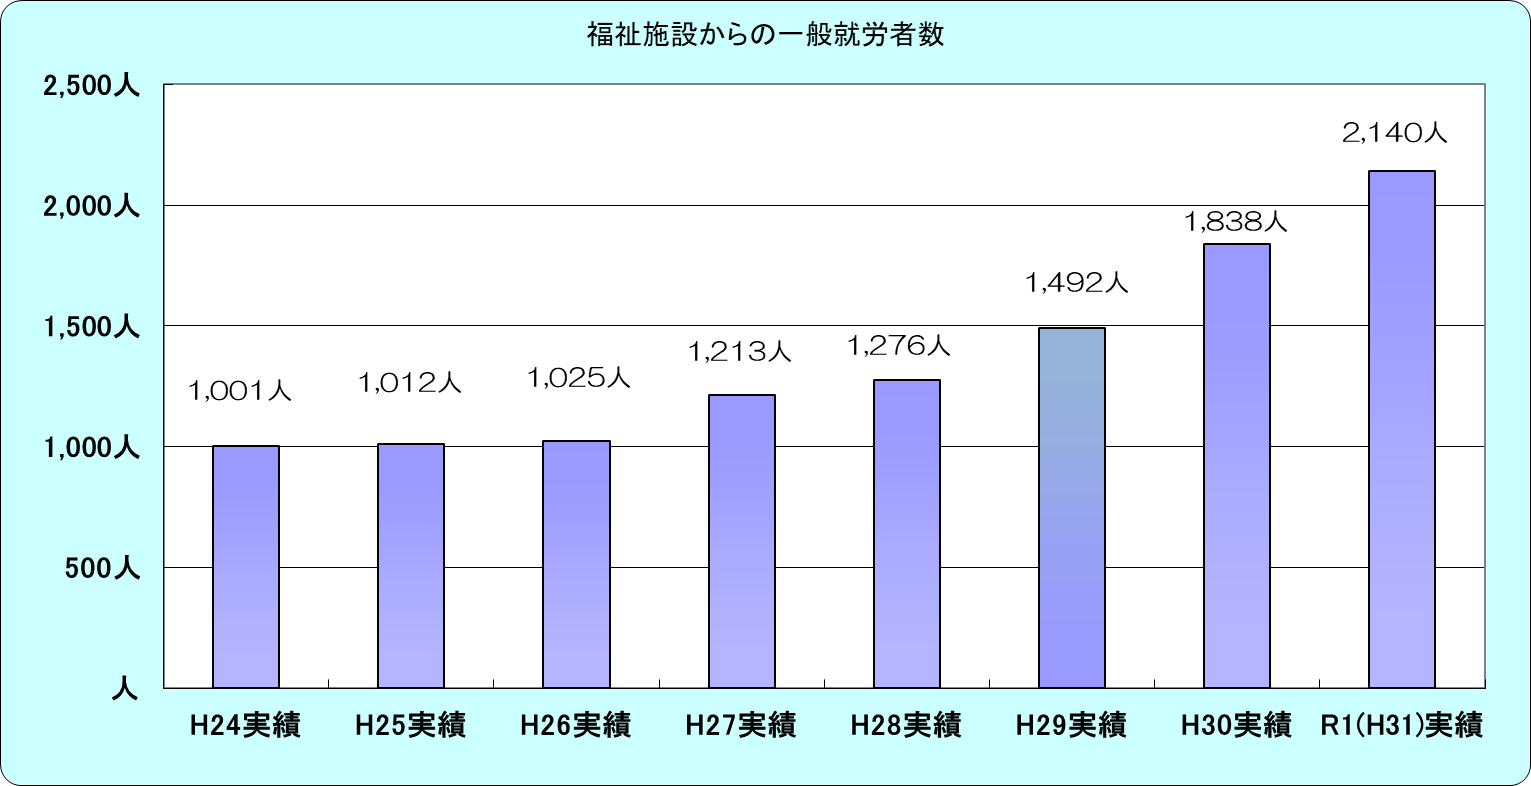 福祉施設からの一般就労者数
2,500人
2,000人
1,500人
1,000人
500人
人
1,001人
1,012人
1,025人
1,213人
1,276人
1,492人
1,838人
2,140人
H24実績
H25実績
H26実績
H27実績
H28実績
H29実績
H30実績
R1(H31)実績